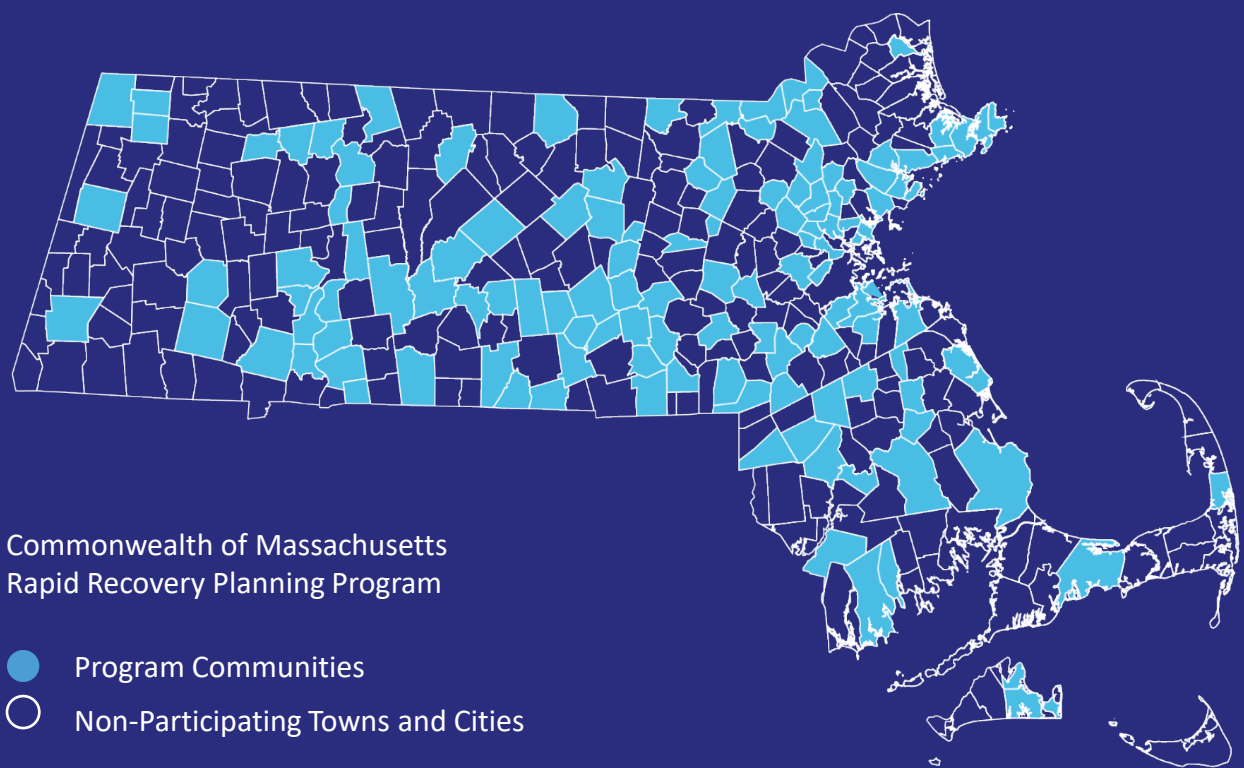 Commonwealth of Massachusetts
Rapid Recovery Planning Program
Program Communities
Non-Participating Towns and Cities